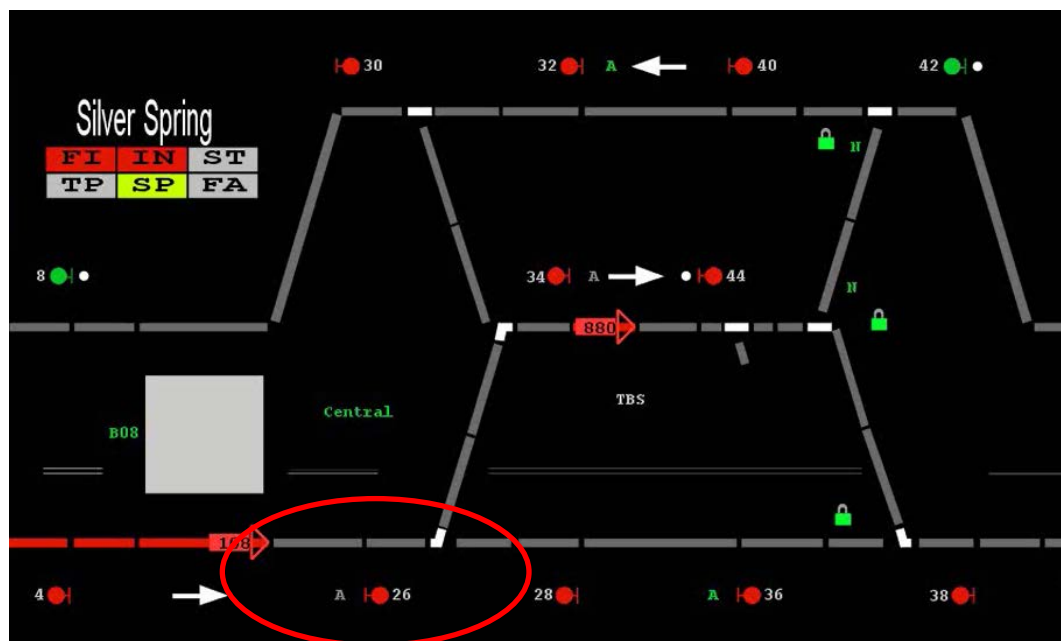 30
32
A
40
42
Silver Spring
FI IN ST
TP SP FA
N
8
34
A
44
N
880
TBS
Central
B08
108
4
A
26
28
A
36
38